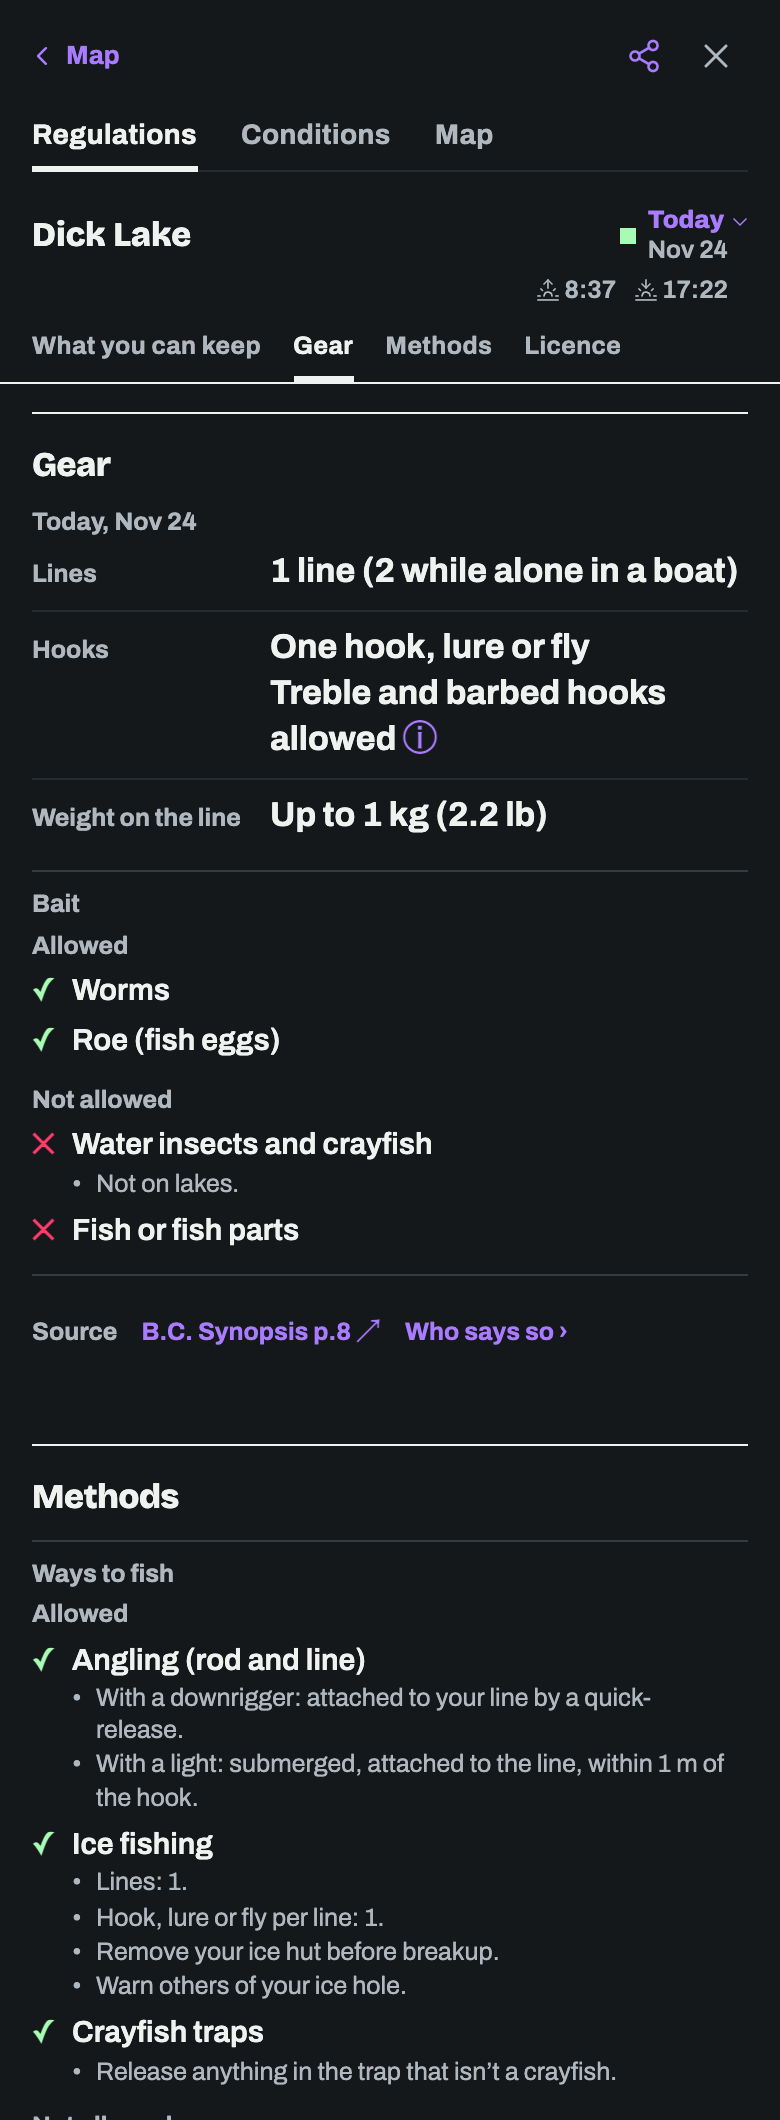 Map
Regulations Conditions Map
Dick Lake
Today
Nov 24
8:37 17:22
What you can keep Gear Methods Licence
Gear
Today, Nov 24
Lines 1 line (2 while alone in a boat)
Hooks One hook, lure or fly
Treble and barbed hooks
allowed ⓘ
Weight on the line Up to 1 kg (2.2 lb)
Bait
Allowed
✓ Worms
✓ Roe (fish eggs)
Not allowed
✕ Water insects and crayfish
• Not on lakes.
✕ Fish or fish parts
Source B.C. Synopsis p.8 ↗ Who says so ›
Methods
Ways to fish
Allowed
✓ Angling (rod and line)
• With a downrigger: attached to your line by a quick-
release.
• With a light: submerged, attached to the line, within 1 m of
the hook.
✓ Ice fishing
• Lines: 1.
• Hook, lure or fly per line: 1.
• Remove your ice hut before breakup.
• Warn others of your ice hole.
✓ Crayfish traps
• Release anything in the trap that isn’t a crayfish.